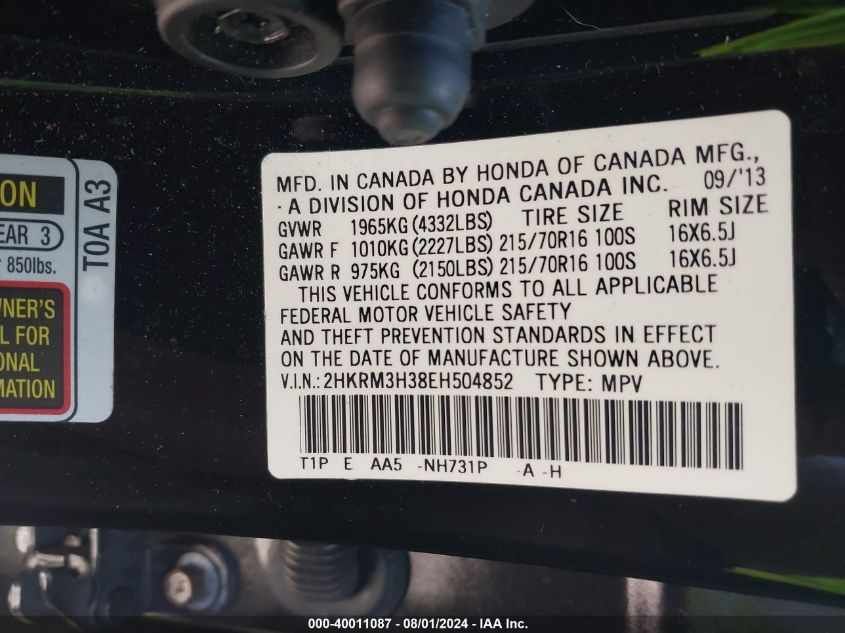 ON
EAR 3
850lbs.
WNER'S
L FOR
ONAL
MATION
TOA A3
MFD. IN CANADA BY HONDA OF CANADA MFG.,
- A DIVISION OF HONDA CANADA INC. 09/'13
GVWR 1965KG (4332LBS) TIRE SIZE RIM SIZE
GAWR F 1010KG (2227LBS) 215/70R16 100S 16X6.5J
GAWR R 975KG (2150LBS) 215/70R16 100S 16X6.5J
THIS VEHICLE CONFORMS TO ALL APPLICABLE
FEDERAL MOTOR VEHICLE SAFETY
AND THEFT PREVENTION STANDARDS IN EFFECT
ON THE DATE OF MANUFACTURE SHOWN ABOVE.
V.I.N.: 2HKRM3H38EH504852 TYPE: MPV
T1P E AA5 -NH731P -A -H
000-40011087 - 08/01/2024 - IAA Inc.